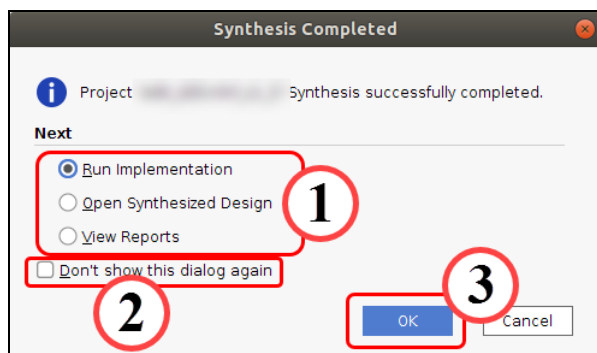 Synthesis Completed
Project Synthesis successfully completed.
Next
Run Implementation
Open Synthesized Design
View Reports
1
Don't show this dialog again
2
3
OK
Cancel